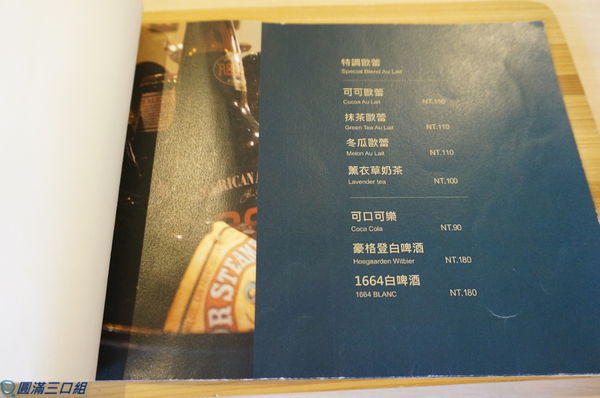 特調歐蕾
Special Blend Au Lait
可可歐蕾
Cocoa Au Lait NT.110
抹茶歐蕾
Green Tea Au Lait NT.110
冬瓜歐蕾
Melon Au Lait NT.110
薰衣草奶茶
Lavender tea NT.100
可口可樂
Coca Cola NT.90
豪格登白啤酒
Hoegaarden Witbier NT.180
1664白啤酒
1664 BLANC NT.180
RICAN
OR STEAM
圓滿三口組